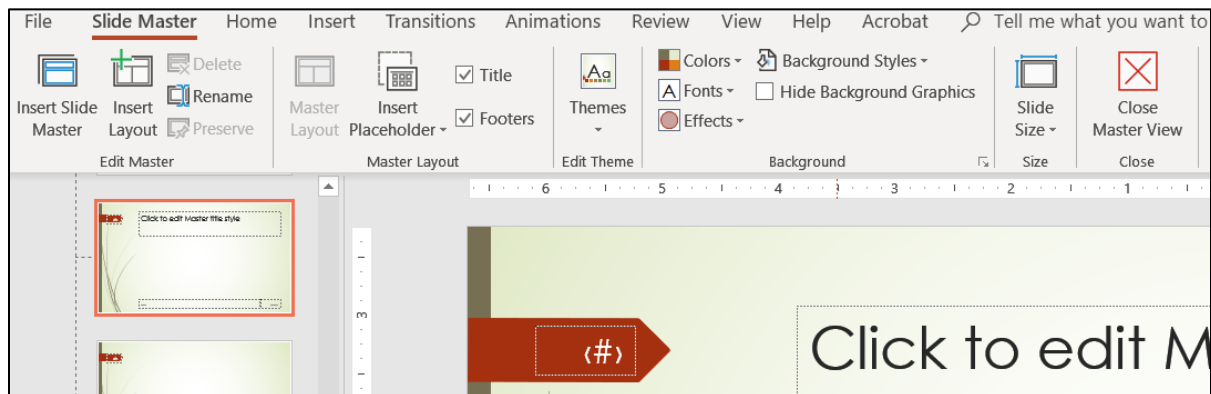 File Slide Master Home Insert Transitions Animations Review View Help Acrobat Tell me what you want to
Insert Slide Master
Insert Layout
Delete
Rename
Preserve
Edit Master
Master Layout
Insert Placeholder
Title
Footers
Master Layout
Aa
Themes
Edit Theme
Colors
A Fonts
Effects
Background Styles
Hide Background Graphics
Background
Slide Size
Size
Close Master View
Close
6 5 4 3 2 1
Click to edit Master title style
3
‹#›
Click to edit M